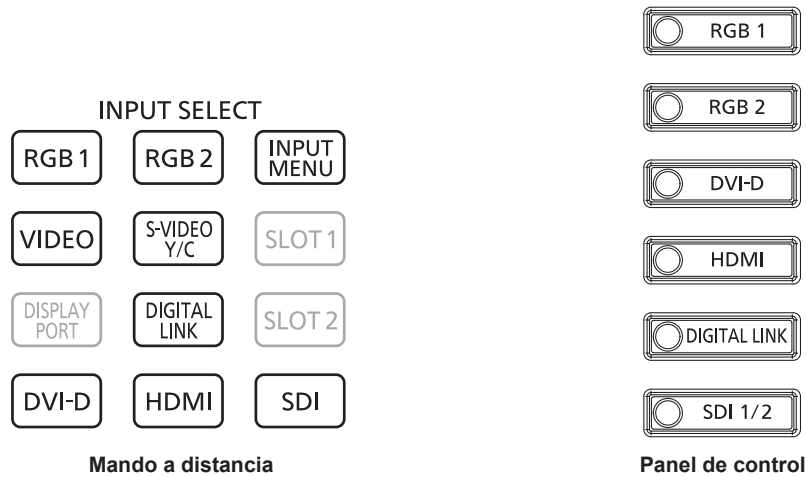 INPUT SELECT
RGB 1
RGB 2
INPUT
MENU
VIDEO
S-VIDEO
Y/C
SLOT 1
DISPLAY
PORT
DIGITAL
LINK
SLOT 2
DVI-D
HDMI
SDI
Mando a distancia
RGB 1
RGB 2
DVI-D
HDMI
DIGITAL LINK
SDI 1/2
Panel de control